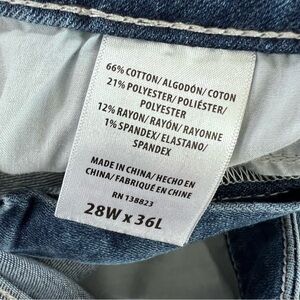 66% COTTON/ALGODÓN/COTON
21% POLYESTER/POLIÉSTER/
POLYESTER
12% RAYON/RAYÓN/RAYONNE
1% SPANDEX/ELASTANO/
SPANDEX
MADE IN CHINA/HECHO EN
CHINA/FABRIQUÉ EN CHINE
RN 138823
28W x 36L